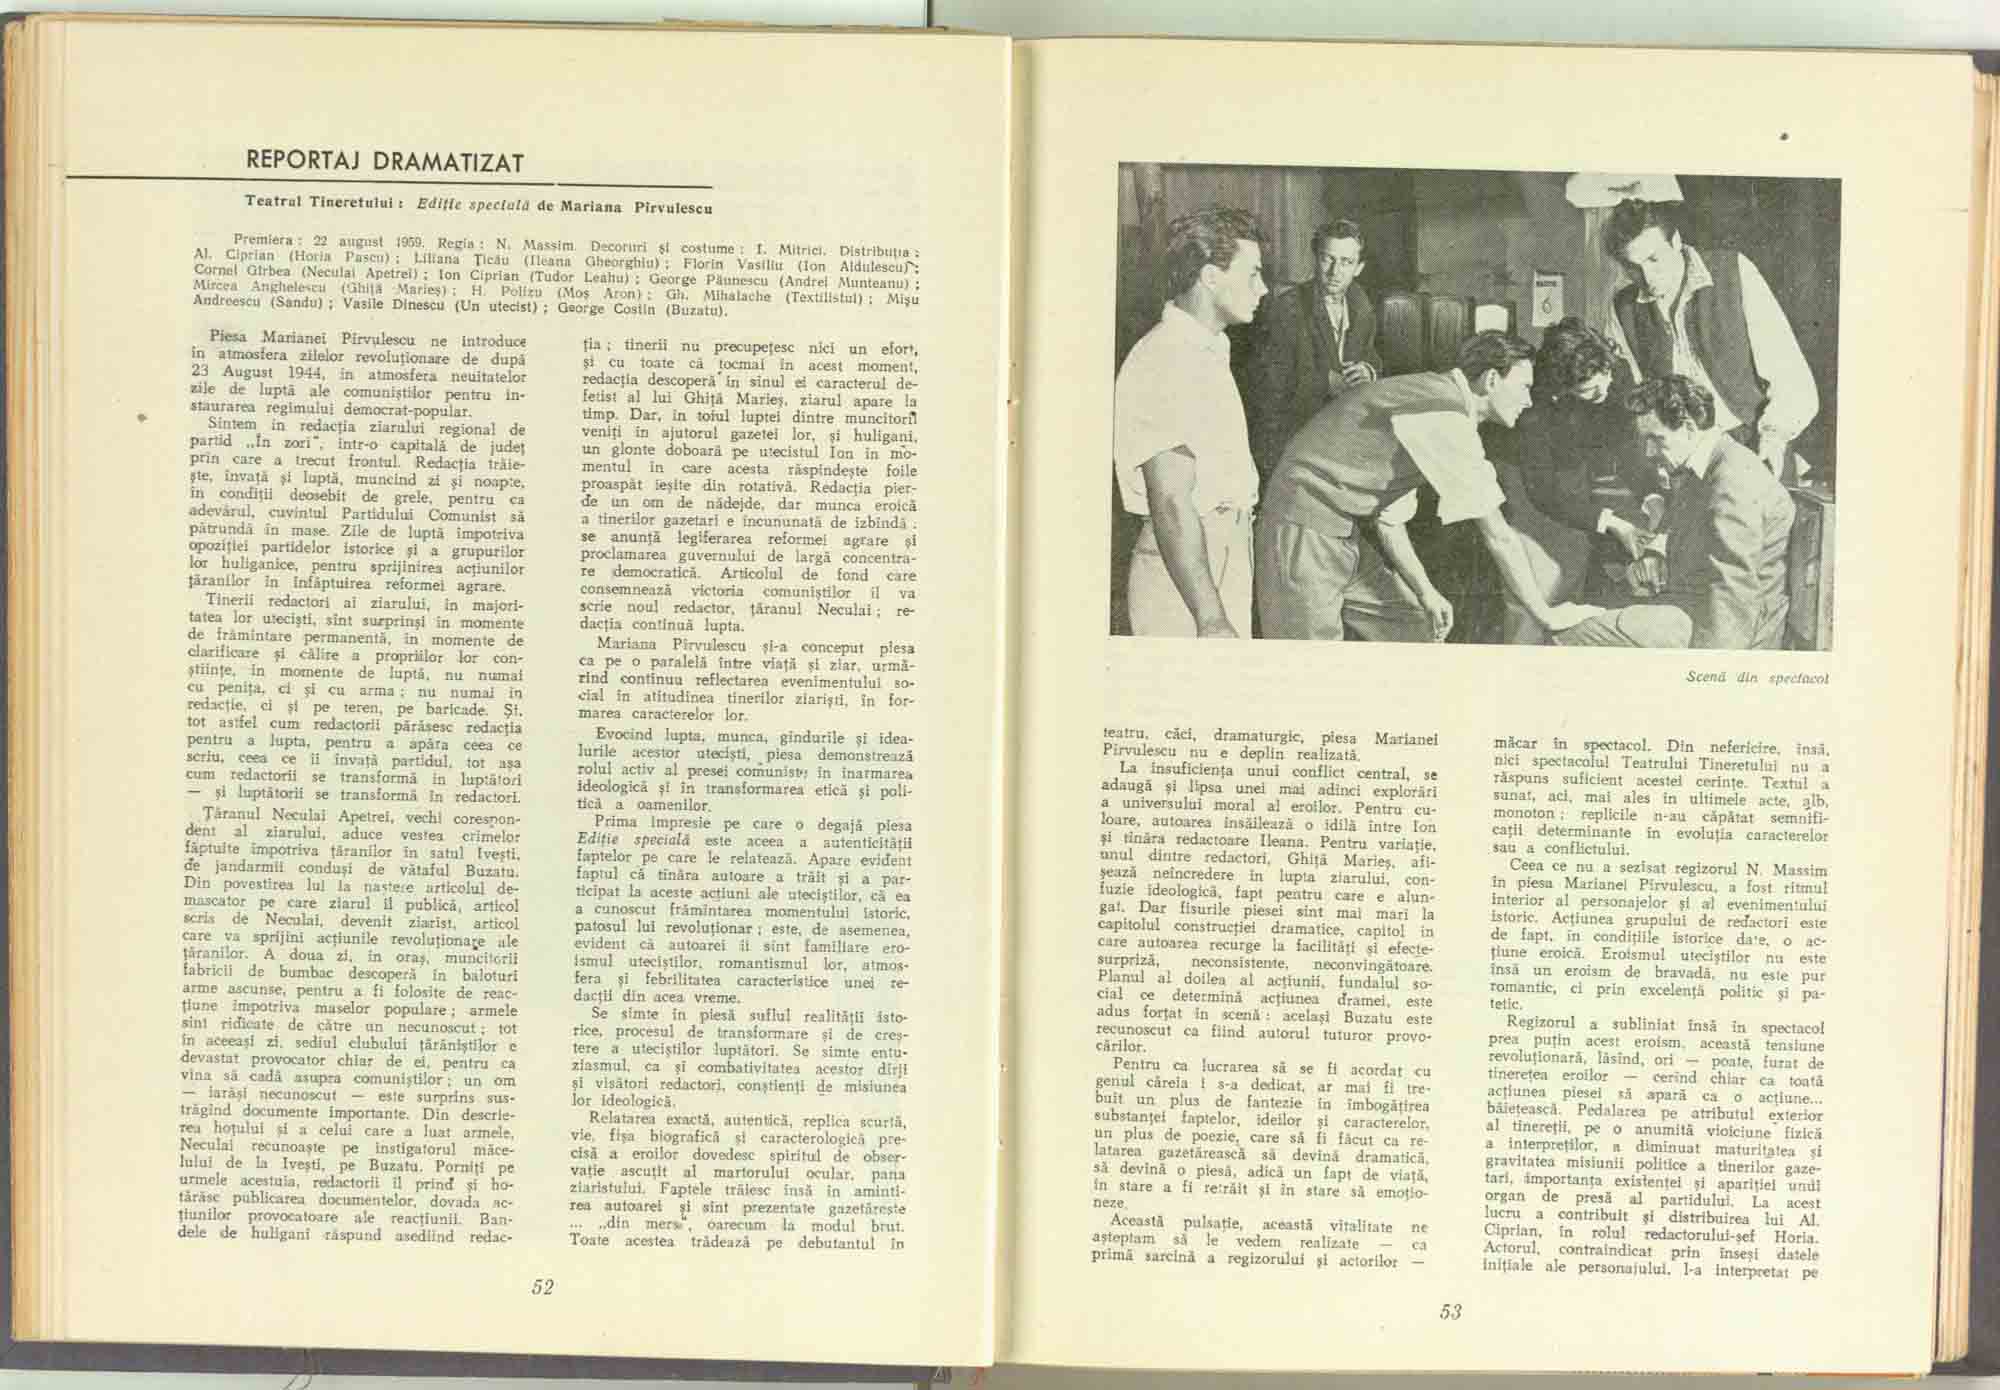 REPORTAJ DRAMATIZAT
Teatrul Tineretului : Ediție specială de Mariana Pîrvulescu
Premiera : 22 august 1959. Regia : N. Massim. Decoruri și costume : I. Mitrici. Distribuția :
Al. Ciprian (Horia Pascu) ; Liliana Țicău (Ileana Gheorghiu) ; Florin Vasiliu (Ion Aldulescu) ;
Cornel Gîrbea (Neculai Apetrei) ; Ion Ciprian (Tudor Leahu) ; George Păunescu (Andrei Munteanu) ;
Mircea Anghelescu (Ghiță Marieș) ; H. Polizu (Moș Aron) ; Gh. Mihalache (Textilistul) ; Mișu
Andreescu (Sandu) ; Vasile Dinescu (Un utecist) ; George Costin (Buzatu).
Piesa Marianei Pîrvulescu ne introduce
în atmosfera zilelor revoluționare de după
23 August 1944, în atmosfera neuitatelor
zile de luptă ale comuniștilor pentru in-
staurarea regimului democrat-popular.
Sîntem în redacția ziarului regional de
partid „În zori", într-o capitală de județ
prin care a trecut frontul. Redacția trăie-
ște, învață și luptă, muncind zi și noapte,
în condiții deosebit de grele, pentru ca
adevărul, cuvîntul Partidului Comunist să
pătrundă în mase. Zile de luptă împotriva
opoziției partidelor istorice și a grupurilor
lor huliganice, pentru sprijinirea acțiunilor
țăranilor în înfăptuirea reformei agrare.
Tinerii redactori ai ziarului, în majori-
tatea lor uteciști, sînt surprinși în momente
de frămîntare permanentă, în momente de
clarificare și călire a propriilor lor con-
științe, în momente de luptă, nu numai
cu penița, ci și cu arma ; nu numai în
redacție, ci și pe teren, pe baricade. Și,
tot astfel cum redactorii părăsesc redacția
pentru a lupta, pentru a apăra ceea ce
scriu, ceea ce îi învață partidul, tot așa
cum redactorii se transformă în luptători
— și luptătorii se transformă în redactori.
Țăranul Neculai Apetrei, vechi corespon-
dent al ziarului, aduce vestea crimelor
făptuite împotriva țăranilor în satul Ivești,
de jandarmii conduși de vătaful Buzatu.
Din povestirea lui ia naștere articolul de-
mascator pe care ziarul îl publică, articol
scris de Neculai, devenit ziarist, articol
care va sprijini acțiunile revoluționare ale
țăranilor. A doua zi, în oraș, muncitorii
fabricii de bumbac descoperă în baloturi
arme ascunse, pentru a fi folosite de reac-
țiune împotriva maselor populare ; armele
sînt ridicate de către un necunoscut ; tot
în aceeași zi, sediul clubului țărăniștilor e
devastat provocator chiar de ei, pentru ca
vina să cadă asupra comuniștilor ; un om
— iarăși necunoscut — este surprins sus-
trăgînd documente importante. Din descrie-
rea hoțului și a celui care a luat armele,
Neculai recunoaște pe instigatorul măce-
lului de la Ivești, pe Buzatu. Porniți pe
urmele acestuia, redactorii îl prind și ho-
tărăsc publicarea documentelor, dovada ac-
țiunilor provocatoare ale reacțiunii. Ban-
dele de huligani răspund asediind redac-
ția ; tinerii nu precupețesc nici un efort,
și cu toate că tocmai în acest moment,
redacția descoperă în sînul ei caracterul de-
fetist al lui Ghiță Marieș, ziarul apare la
timp. Dar, în toiul luptei dintre muncitorii
veniți în ajutorul gazetei lor, și huligani,
un glonte doboară pe utecistul Ion în mo-
mentul în care acesta răspîndește foile
proaspăt ieșite din rotativă. Redacția pier-
de un om de nădejde, dar munca eroică
a tinerilor gazetari e încununată de izbîndă :
se anunță legiferarea reformei agrare și
proclamarea guvernului de largă concentra-
re democratică. Articolul de fond care
consemnează victoria comuniștilor îl va
scrie noul redactor, țăranul Neculai ; re-
dacția continuă lupta.
Mariana Pîrvulescu și-a conceput piesa
ca pe o paralelă între viață și ziar, urmă-
rind continuu reflectarea evenimentului so-
cial în atitudinea tinerilor ziariști, în for-
marea caracterelor lor.
Evocînd lupta, munca, gîndurile și idea-
lurile acestor uteciști, piesa demonstrează
rolul activ al presei comuniste în înarmarea
ideologică și în transformarea etică și poli-
tică a oamenilor.
Prima impresie pe care o degajă piesa
Ediție specială este aceea a autenticității
faptelor pe care le relatează. Apare evident
faptul că tînăra autoare a trăit și a par-
ticipat la aceste acțiuni ale uteciștilor, că ea
a cunoscut frămîntarea momentului istoric,
patosul lui revoluționar ; este, de asemenea,
evident că autoarei îi sînt familiare ero-
ismul uteciștilor, romantismul lor, atmos-
fera și febrilitatea caracteristice unei re-
dacții din acea vreme.
Se simte în piesă suflul realității isto-
rice, procesul de transformare și de creș-
tere a uteciștilor luptători. Se simte entu-
ziasmul, ca și combativitatea acestor dîrji
și visători redactori, conștienți de misiunea
lor ideologică.
Relatarea exactă, autentică, replica scurtă,
vie, fișa biografică și caracterologică pre-
cisă a eroilor dovedesc spiritul de obser-
vație ascuțit al martorului ocular, pana
ziaristului. Faptele trăiesc însă în aminti-
rea autoarei și sînt prezentate gazetărește
... „din mers", oarecum la modul brut.
Toate acestea trădează pe debutantul în
52
MARTIE
6
Scenă din spectacol
teatru, căci, dramaturgic, piesa Marianei
Pîrvulescu nu e deplin realizată.
La insuficiența unui conflict central, se
adaugă și lipsa unei mai adînci explorări
a universului moral al eroilor. Pentru cu-
loare, autoarea însăilează o idilă între Ion
și tînăra redactoare Ileana. Pentru variație,
unul dintre redactori, Ghiță Marieș, afi-
șează neîncredere în lupta ziarului, con-
fuzie ideologică, fapt pentru care e alun-
gat. Dar fisurile piesei sînt mai mari la
capitolul construcției dramatice, capitol în
care autoarea recurge la facilități și efecte-
surpriză, neconsistente, neconvingătoare.
Planul al doilea al acțiunii, fundalul so-
cial ce determină acțiunea dramei, este
adus forțat în scenă : același Buzatu este
recunoscut ca fiind autorul tuturor provo-
cărilor.
Pentru ca lucrarea să se fi acordat cu
genul căreia i s-a dedicat, ar mai fi tre-
buit un plus de fantezie în îmbogățirea
substanței faptelor, ideilor și caracterelor,
un plus de poezie, care să fi făcut ca re-
latarea gazetărească să devină dramatică,
să devină o piesă, adică un fapt de viață,
în stare a fi retrăit și în stare să emoțio-
neze.
Această pulsație, această vitalitate ne
așteptam să le vedem realizate — ca
primă sarcină a regizorului și actorilor —
măcar în spectacol. Din nefericire, însă,
nici spectacolul Teatrului Tineretului nu a
răspuns suficient acestei cerințe. Textul a
sunat, aci, mai ales în ultimele acte, alb,
monoton ; replicile n-au căpătat semnifi-
cații determinante în evoluția caracterelor
sau a conflictului.
Ceea ce nu a sezisat regizorul N. Massim
în piesa Marianei Pîrvulescu, a fost ritmul
interior al personajelor și al evenimentului
istoric. Acțiunea grupului de redactori este
de fapt, în condițiile istorice date, o ac-
țiune eroică. Eroismul uteciștilor nu este
însă un eroism de bravadă, nu este pur
romantic, ci prin excelență politic și pa-
tetic.
Regizorul a subliniat însă în spectacol
prea puțin acest eroism, această tensiune
revoluționară, lăsînd, ori — poate, furat de
tinerețea eroilor — cerînd chiar ca toată
acțiunea piesei să apară ca o acțiune...
băiețească. Pedalarea pe atributul exterior
al tinereții, pe o anumită vioiciune fizică
a interpreților, a diminuat maturitatea și
gravitatea misiunii politice a tinerilor gaze-
tari, importanța existenței și apariției unui
organ de presă al partidului. La acest
lucru a contribuit și distribuirea lui Al.
Ciprian, în rolul redactorului-șef Horia.
Actorul, contraindicat prin înseși datele
inițiale ale personajului, l-a interpretat pe
53